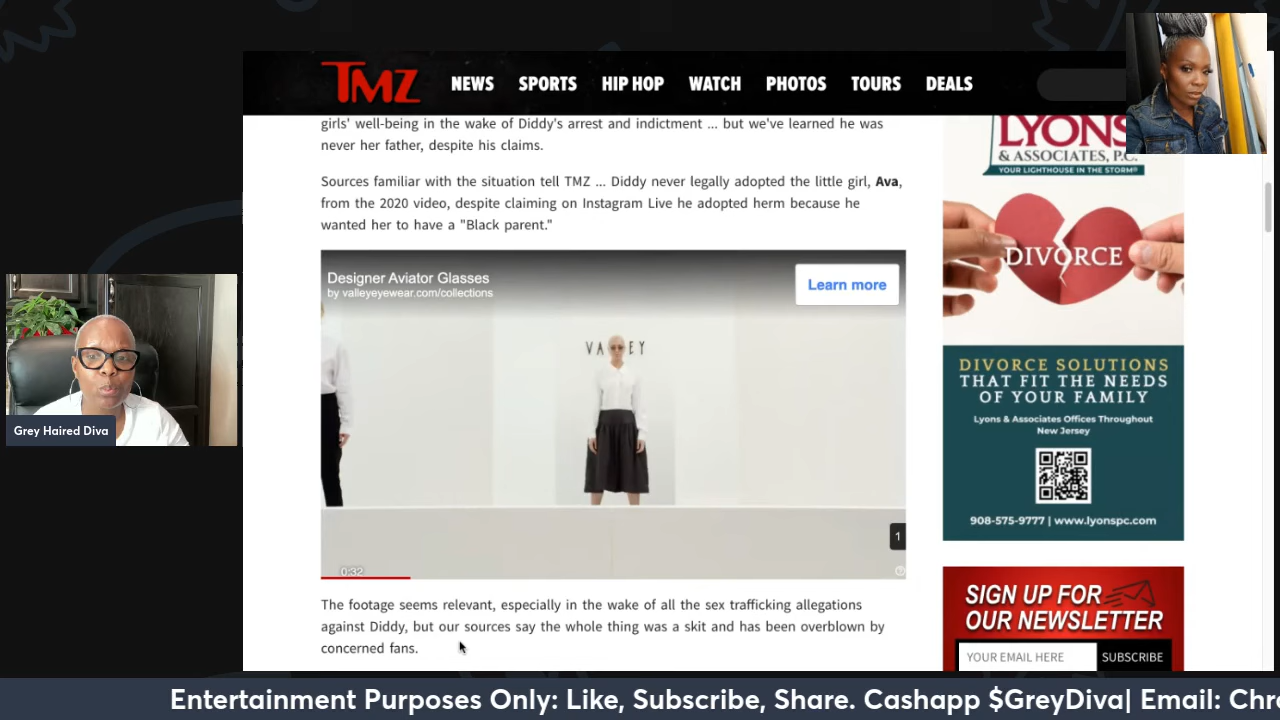 TMZ
NEWS SPORTS HIP HOP WATCH PHOTOS TOURS DEALS
girls' well-being in the wake of Diddy's arrest and indictment ... but we've learned he was
never her father, despite his claims.
Sources familiar with the situation tell TMZ ... Diddy never legally adopted the little girl, Ava,
from the 2020 video, despite claiming on Instagram Live he adopted herm because he
wanted her to have a "Black parent."
Designer Aviator Glasses
by valleyeyewear.com/collections
Learn more
VA EY
1
0:32
The footage seems relevant, especially in the wake of all the sex trafficking allegations
against Diddy, but our sources say the whole thing was a skit and has been overblown by
concerned fans.
LYONS
& ASSOCIATES, P.C.
YOUR LIGHTHOUSE IN THE STORM®
DIVORCE
DIVORCE SOLUTIONS
THAT FIT THE NEEDS
OF YOUR FAMILY
Lyons & Associates Offices Throughout
New Jersey
908-575-9777 | www.lyonspc.com
SIGN UP FOR
OUR NEWSLETTER
YOUR EMAIL HERE
SUBSCRIBE
Grey Haired Diva
Entertainment Purposes Only: Like, Subscribe, Share. Cashapp $GreyDiva| Email: Chr